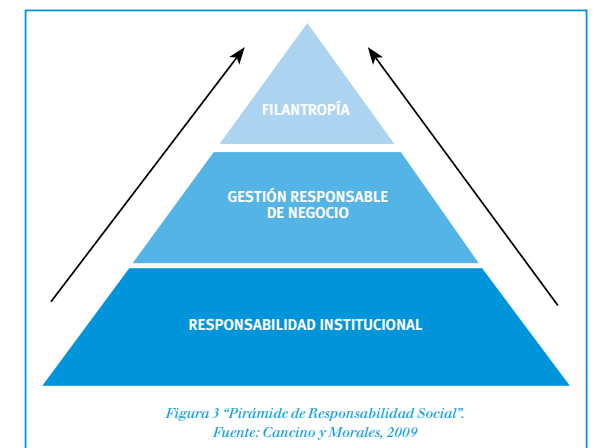 FILANTROPÍA
GESTIÓN RESPONSABLE
DE NEGOCIO
RESPONSABILIDAD INSTITUCIONAL
Figura 3 “Pirámide de Responsabilidad Social”.
Fuente: Cancino y Morales, 2009